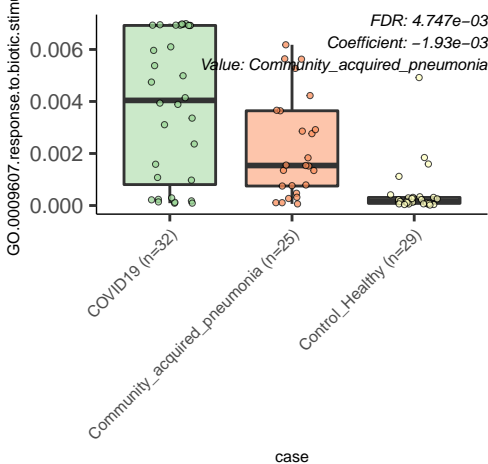 FDR: 4.747e−03
Coefficient: −1.93e−03
Value: Community_acquired_pneumonia
GO.0009607.response.to.biotic.stimu
0.006
0.004
0.002
0.000
COVID19 (n=32)
Community_acquired_pneumonia (n=25)
Control_Healthy (n=29)
case